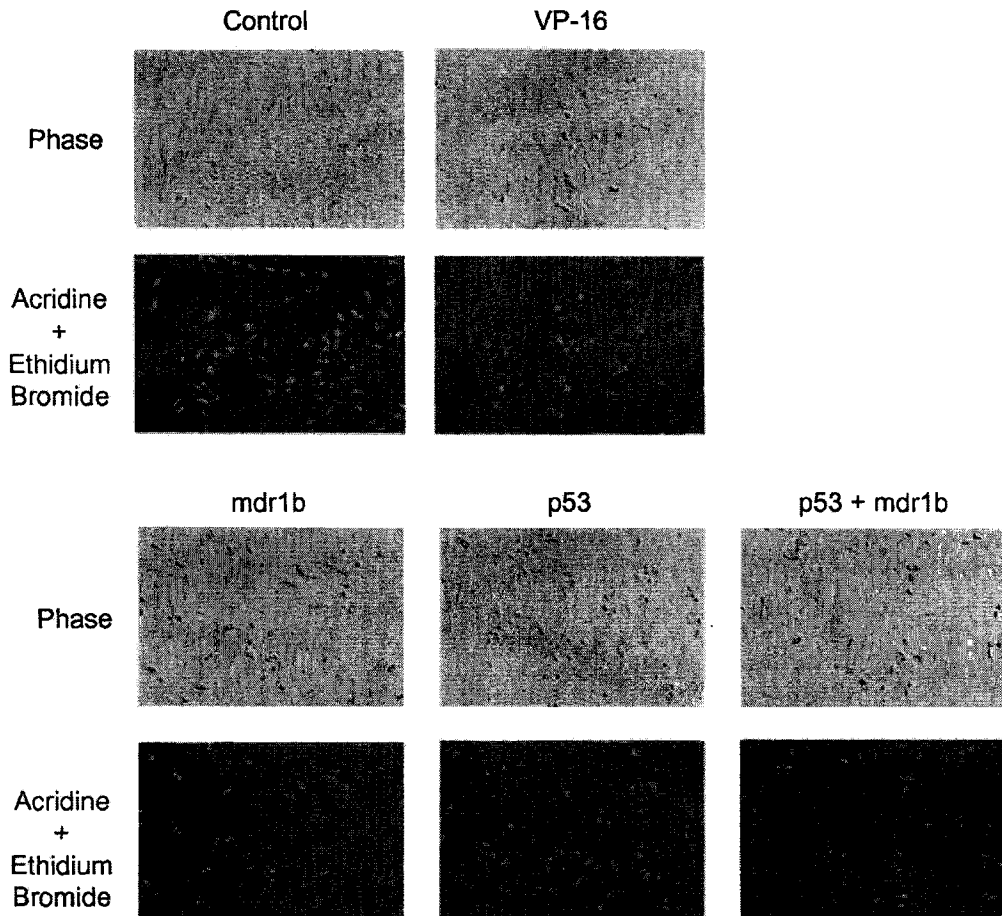 Control
VP-16
Phase
Acridine
+
Ethidium
Bromide
mdr1b
p53
p53 + mdr1b
Phase
Acridine
+
Ethidium
Bromide